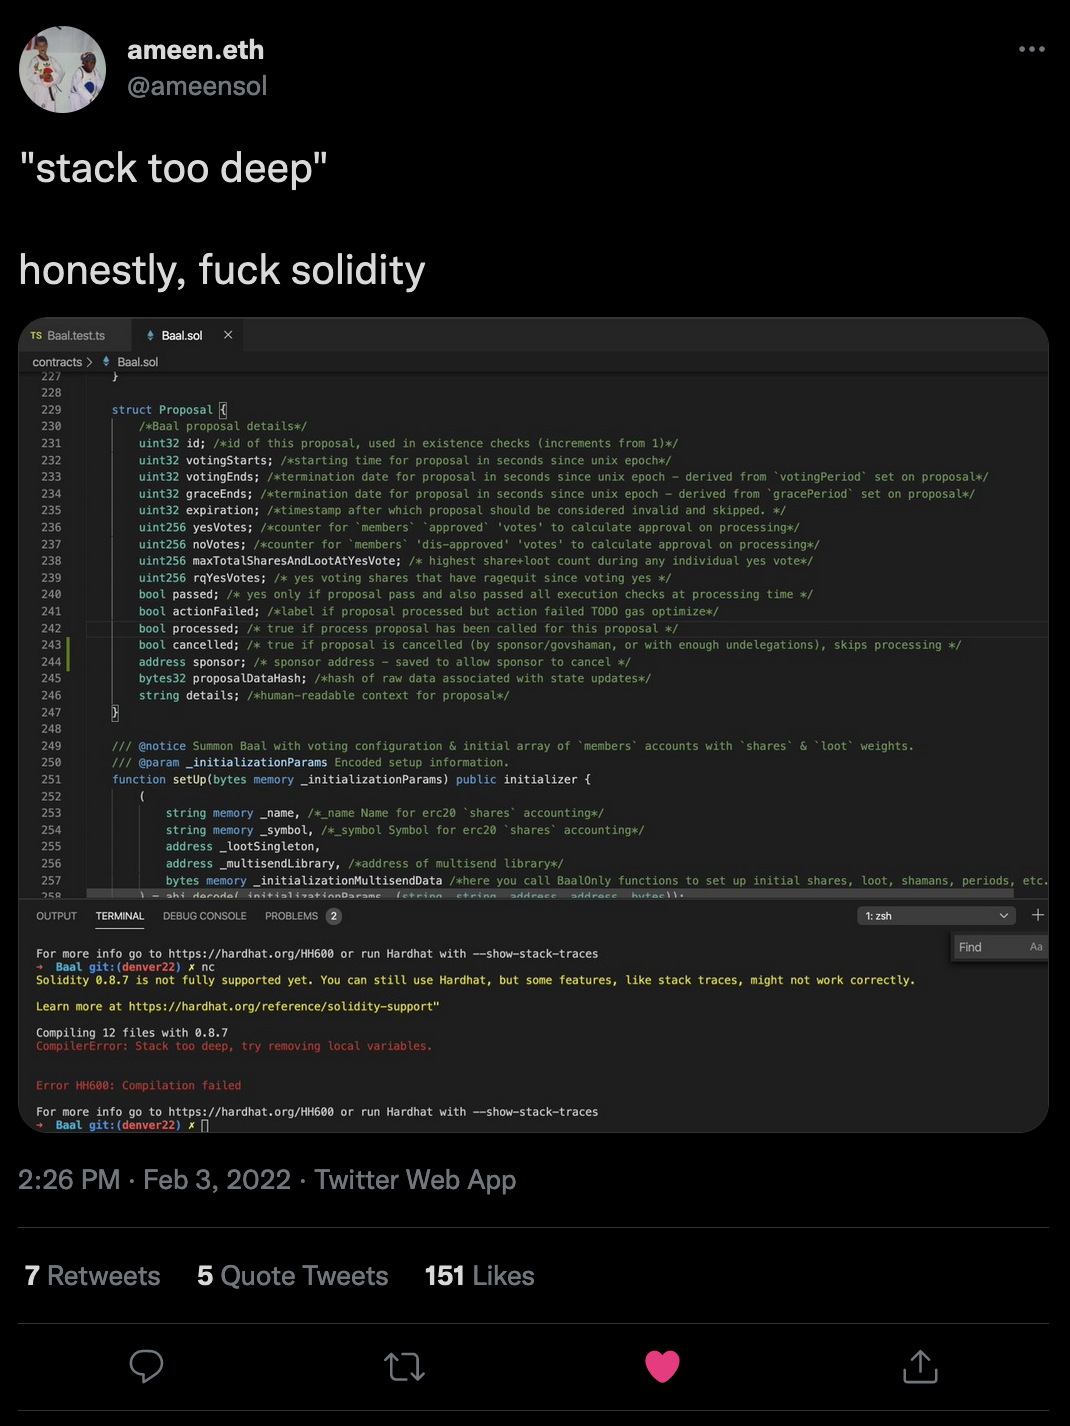 ameen.eth
@ameensol
"stack too deep"
honestly, fuck solidity
TS Baal.test.ts
Baal.sol ×
contracts > Baal.sol
227 }
228
229 struct Proposal {
230 /*Baal proposal details*/
231 uint32 id; /*id of this proposal, used in existence checks (increments from 1)*/
232 uint32 votingStarts; /*starting time for proposal in seconds since unix epoch*/
233 uint32 votingEnds; /*termination date for proposal in seconds since unix epoch – derived from `votingPeriod` set on proposal*/
234 uint32 graceEnds; /*termination date for proposal in seconds since unix epoch – derived from `gracePeriod` set on proposal*/
235 uint32 expiration; /*timestamp after which proposal should be considered invalid and skipped. */
236 uint256 yesVotes; /*counter for `members` `approved` 'votes' to calculate approval on processing*/
237 uint256 noVotes; /*counter for `members` 'dis-approved' 'votes' to calculate approval on processing*/
238 uint256 maxTotalSharesAndLootAtYesVote; /* highest share+loot count during any individual yes vote*/
239 uint256 rqYesVotes; /* yes voting shares that have ragequit since voting yes */
240 bool passed; /* yes only if proposal pass and also passed all execution checks at processing time */
241 bool actionFailed; /*label if proposal processed but action failed TODO gas optimize*/
242 bool processed; /* true if process proposal has been called for this proposal */
243 bool cancelled; /* true if proposal is cancelled (by sponsor/govshaman, or with enough undelegations), skips processing */
244 address sponsor; /* sponsor address – saved to allow sponsor to cancel */
245 bytes32 proposalDataHash; /*hash of raw data associated with state updates*/
246 string details; /*human-readable context for proposal*/
247 }
248
249 /// @notice Summon Baal with voting configuration & initial array of `members` accounts with `shares` & `loot` weights.
250 /// @param _initializationParams Encoded setup information.
251 function setUp(bytes memory _initializationParams) public initializer {
252 (
253 string memory _name, /*_name Name for erc20 `shares` accounting*/
254 string memory _symbol, /*_symbol Symbol for erc20 `shares` accounting*/
255 address _lootSingleton,
256 address _multisendLibrary, /*address of multisend library*/
257 bytes memory _initializationMultisendData /*here you call BaalOnly functions to set up initial shares, loot, shamans, periods, etc.
258 ) = abi.decode(_initializationParams, (string, string, address, address, bytes));
OUTPUT TERMINAL DEBUG CONSOLE PROBLEMS 2 1: zsh
Find Aa
For more info go to https://hardhat.org/HH600 or run Hardhat with --show-stack-traces
→ Baal git:(denver22) ✗ nc
Solidity 0.8.7 is not fully supported yet. You can still use Hardhat, but some features, like stack traces, might not work correctly.
Learn more at https://hardhat.org/reference/solidity-support"
Compiling 12 files with 0.8.7
CompilerError: Stack too deep, try removing local variables.
Error HH600: Compilation failed
For more info go to https://hardhat.org/HH600 or run Hardhat with --show-stack-traces
→ Baal git:(denver22) ✗
2:26 PM · Feb 3, 2022 · Twitter Web App
7 Retweets 5 Quote Tweets 151 Likes